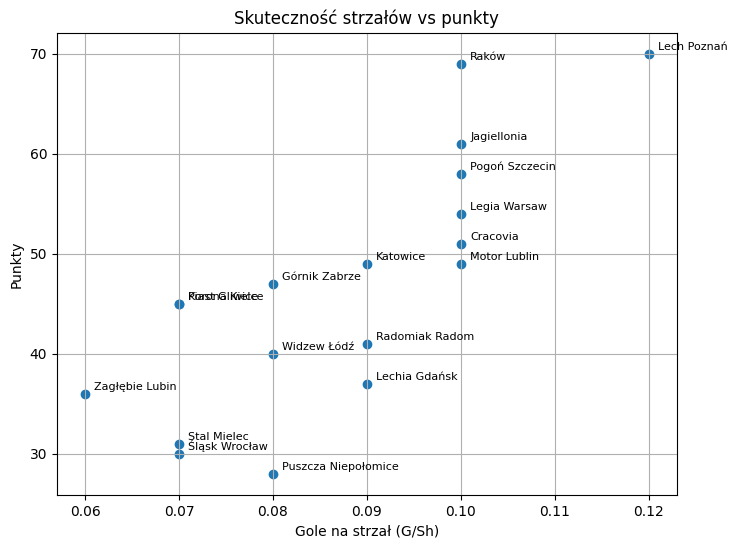 Skuteczność strzałów vs punkty
70
Lech Poznań
Raków
Jagiellonia
60
Pogoń Szczecin
Legia Warsaw
Cracovia
50
Katowice
Motor Lublin
Górnik Zabrze
Punkty
Radomiak Radom
40
Widzew Łódź
Lechia Gdańsk
Zagłębie Lubin
Stal Mielec
Śląsk Wrocław
30
Puszcza Niepołomice
0.06
0.07
0.08
0.09
0.10
0.11
0.12
Gole na strzał (G/Sh)